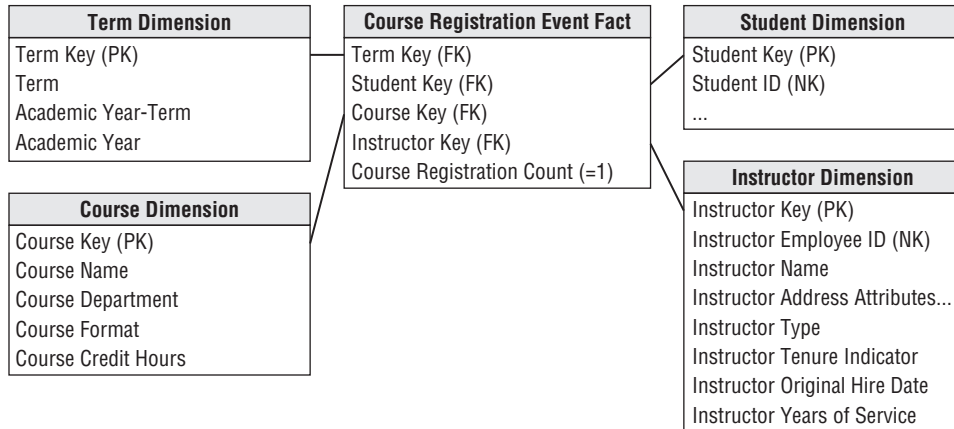 Term Dimension
Term Key (PK)
Term
Academic Year-Term
Academic Year
Course Dimension
Course Key (PK)
Course Name
Course Department
Course Format
Course Credit Hours
Course Registration Event Fact
Term Key (FK)
Student Key (FK)
Course Key (FK)
Instructor Key (FK)
Course Registration Count (=1)
Student Dimension
Student Key (PK)
Student ID (NK)
...
Instructor Dimension
Instructor Key (PK)
Instructor Employee ID (NK)
Instructor Name
Instructor Address Attributes...
Instructor Type
Instructor Tenure Indicator
Instructor Original Hire Date
Instructor Years of Service